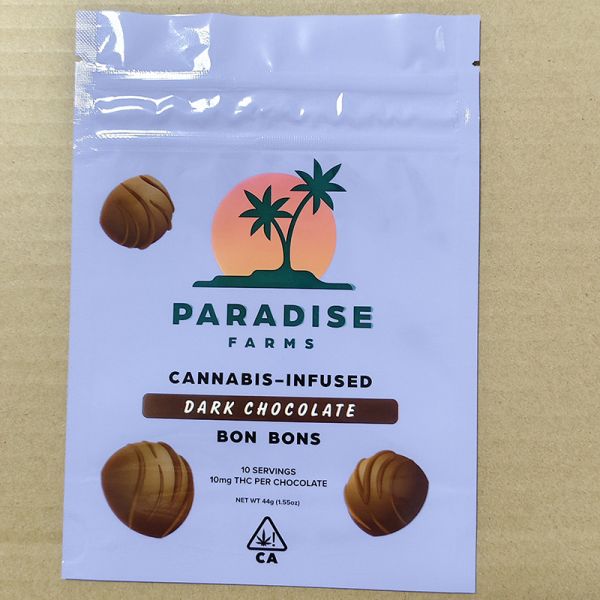 PARADISE
FARMS
CANNABIS-INFUSED
DARK CHOCOLATE
BON BONS
10 SERVINGS
10mg THC PER CHOCOLATE
NET WT 44g (1.55oz)
!
CA